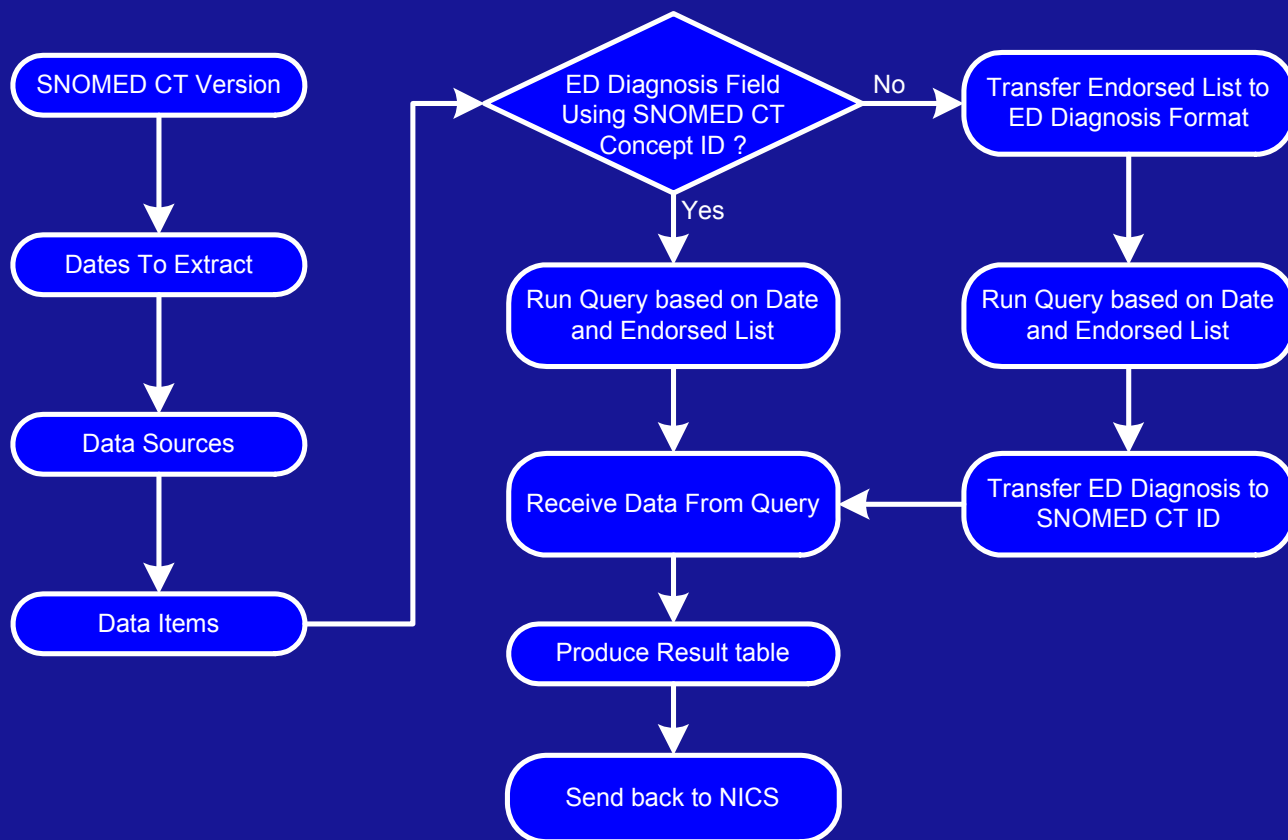 SNOMED CT Version
Dates To Extract
Data Sources
Data Items
ED Diagnosis Field
Using SNOMED CT
Concept ID ?
No
Yes
Transfer Endorsed List to
ED Diagnosis Format
Run Query based on Date
and Endorsed List
Run Query based on Date
and Endorsed List
Transfer ED Diagnosis to
SNOMED CT ID
Receive Data From Query
Produce Result table
Send back to NICS